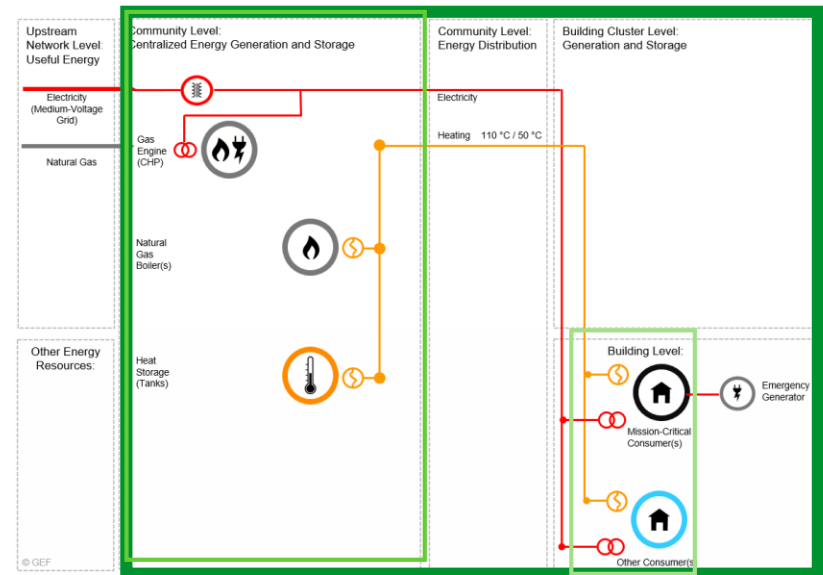 Upstream
Network Level:
Useful Energy
Community Level:
Centralized Energy Generation and Storage
Community Level:
Energy Distribution
Building Cluster Level:
Generation and Storage
Electricity
(Medium-Voltage
Grid)
Natural Gas
Gas
Engine
(CHP)
Electricity
Heating 110 °C / 50 °C
Natural
Gas
Boiler(s)
Heat
Storage
(Tanks)
Other Energy
Resources:
Building Level:
Emergency
Generator
Mission-Critical
Consumer(s)
Other Consumer(s)
© GEF